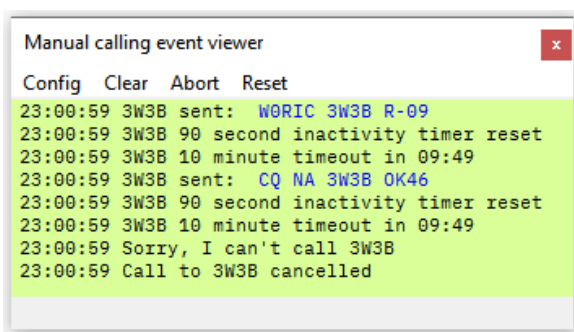 Manual calling event viewer
x
Config Clear Abort Reset
23:00:59 3W3B sent: W0RIC 3W3B R-09
23:00:59 3W3B 90 second inactivity timer reset
23:00:59 3W3B 10 minute timeout in 09:49
23:00:59 3W3B sent: CQ NA 3W3B OK46
23:00:59 3W3B 90 second inactivity timer reset
23:00:59 3W3B 10 minute timeout in 09:49
23:00:59 Sorry, I can't call 3W3B
23:00:59 Call to 3W3B cancelled